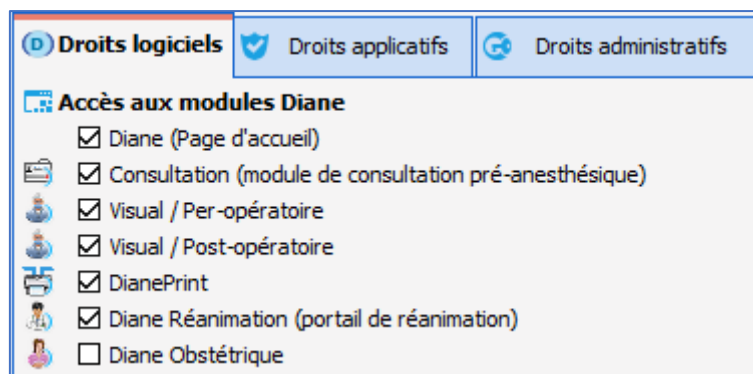 Droits logiciels Droits applicatifs Droits administratifs
Accès aux modules Diane
Diane (Page d'accueil)
Consultation (module de consultation pré-anesthésique)
Visual / Per-opératoire
Visual / Post-opératoire
DianePrint
Diane Réanimation (portail de réanimation)
Diane Obstétrique